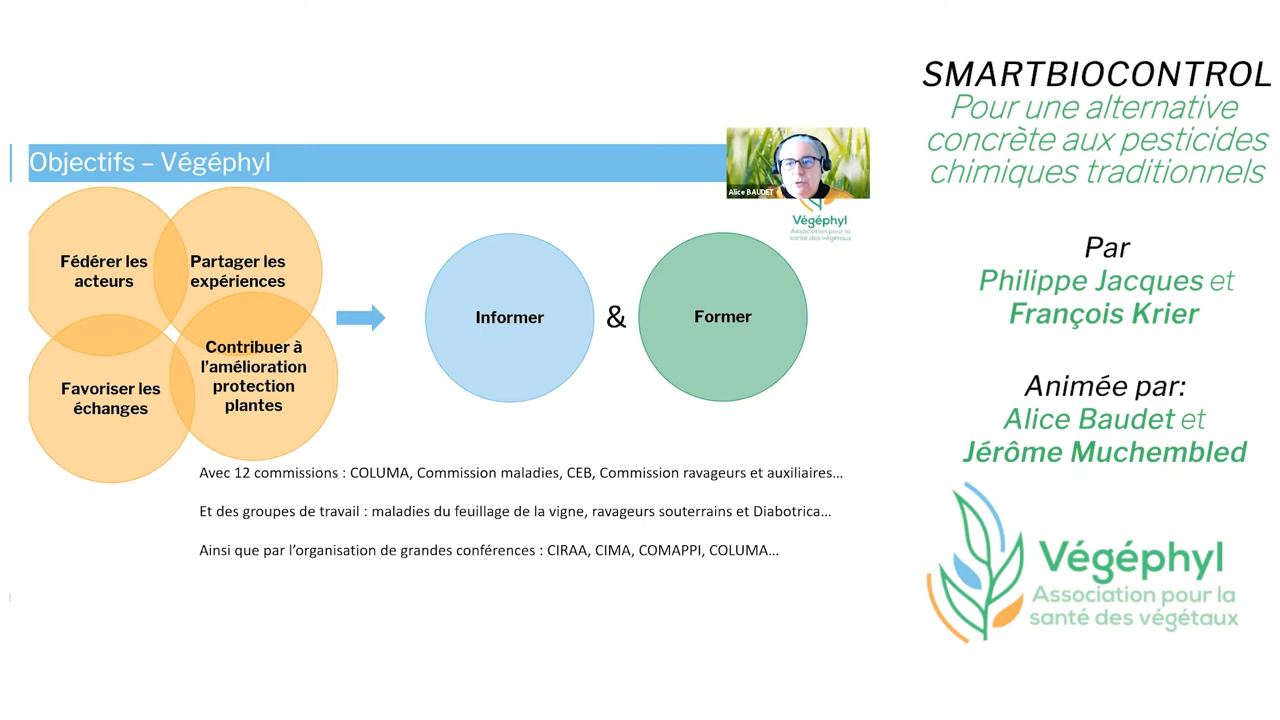 Objectifs – Végéphyl
Alice BAUDET
Végéphyl
Association pour la
santé des végétaux
Fédérer les
acteurs
Partager les
expériences
Favoriser les
échanges
Contribuer à
l’amélioration
protection
plantes
Informer
&
Former
Avec 12 commissions : COLUMA, Commission maladies, CEB, Commission ravageurs et auxiliaires…
Et des groupes de travail : maladies du feuillage de la vigne, ravageurs souterrains et Diabotrica…
Ainsi que par l’organisation de grandes conférences : CIRAA, CIMA, COMAPPI, COLUMA…
SMARTBIOCONTROL
Pour une alternative
concrète aux pesticides
chimiques traditionnels
Par
Philippe Jacques et
François Krier
Animée par:
Alice Baudet et
Jérôme Muchembled
Végéphyl
Association pour la
santé des végétaux